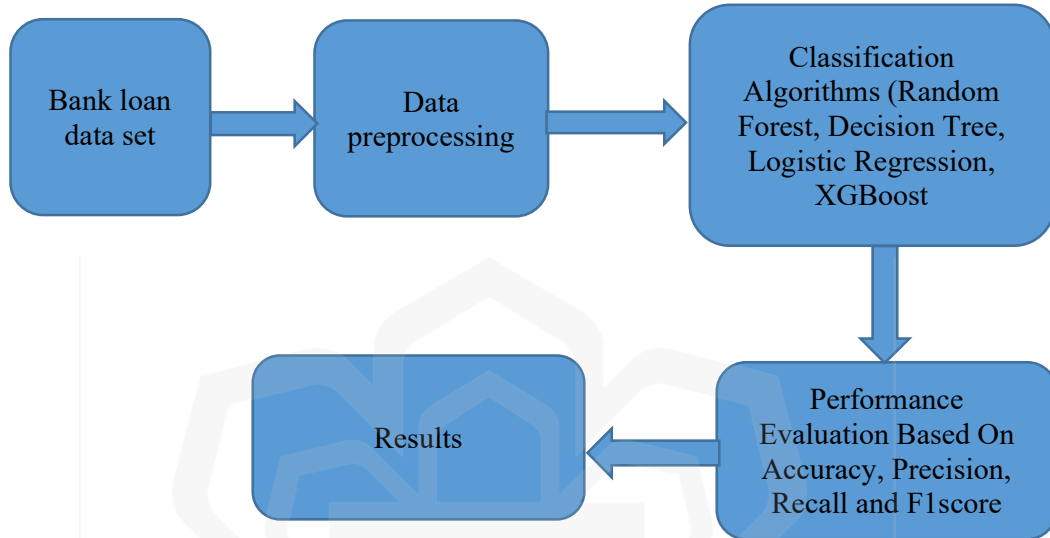 Bank loan
data set
Data
preprocessing
Classification
Algorithms (Random
Forest, Decision Tree,
Logistic Regression,
XGBoost
Performance
Evaluation Based On
Accuracy, Precision,
Recall and F1score
Results